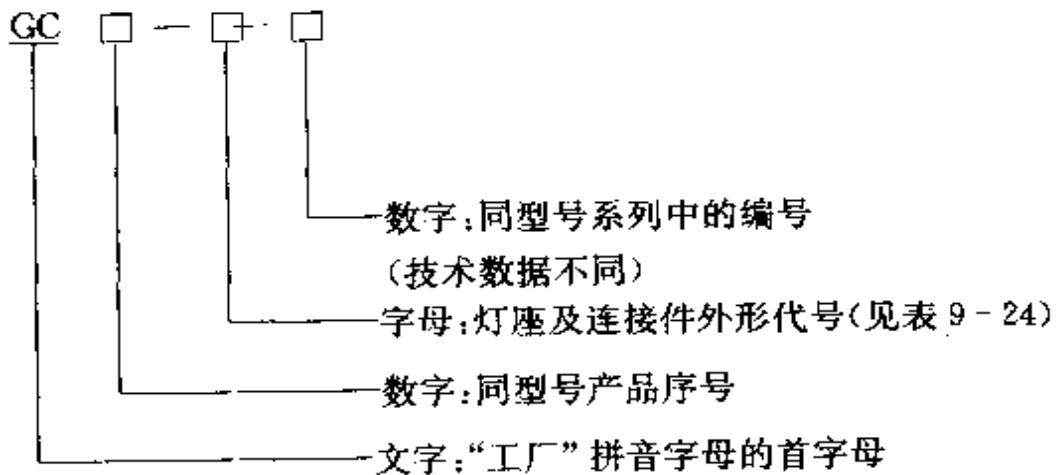 GC □ — □ - □
数字:同型号系列中的编号
(技术数据不同)
字母:灯座及连接件外形代号(见表 9-24)
数字:同型号产品序号
文字:“工厂”拼音字母的首字母